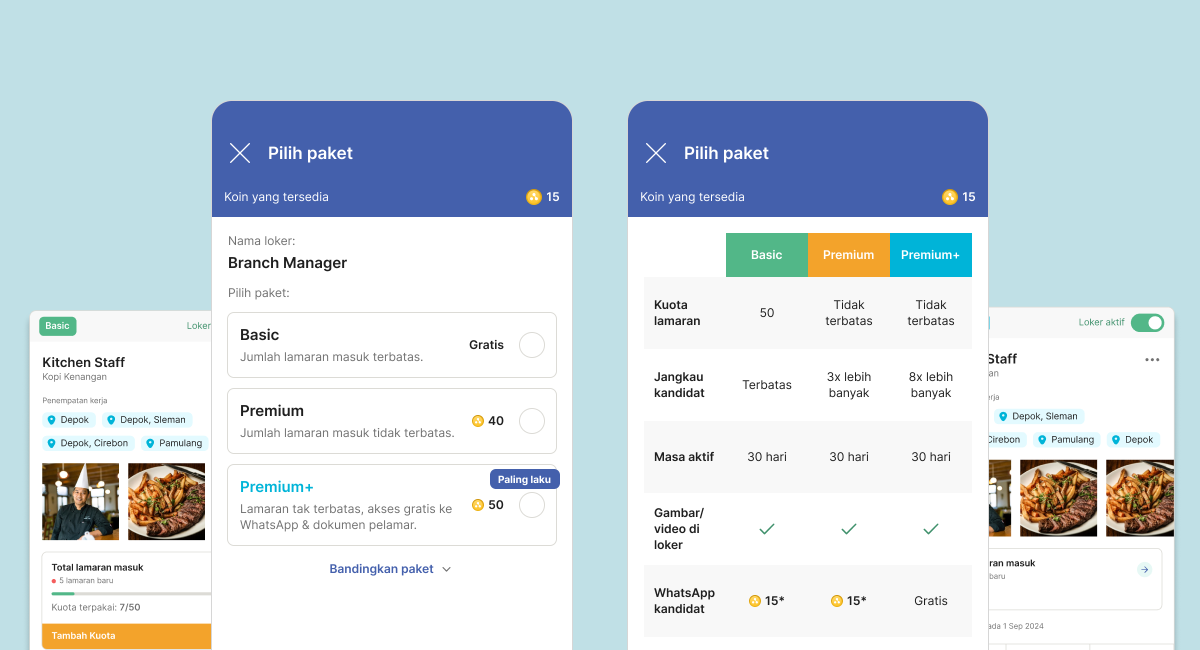 Pilih paket
Koin yang tersedia 15
Nama loker:
Branch Manager
Pilih paket:
Basic
Jumlah lamaran masuk terbatas.
Gratis
Premium
Jumlah lamaran masuk tidak terbatas.
40
Paling laku
Premium+
Lamaran tak terbatas, akses gratis ke
WhatsApp & dokumen pelamar.
50
Bandingkan paket
Pilih paket
Koin yang tersedia 15
Basic Premium Premium+
Kuota
lamaran
50
Tidak
terbatas
Tidak
terbatas
Jangkau
kandidat
Terbatas
3x lebih
banyak
8x lebih
banyak
Masa aktif 30 hari 30 hari 30 hari
Gambar/
video di
loker
WhatsApp
kandidat
15* 15* Gratis
Basic Loker
Kitchen Staff
Kopi Kenangan
Penempatan kerja
Depok Depok, Sleman
Depok, Cirebon Pamulang
Total lamaran masuk
5 lamaran baru
Kuota terpakai: 7/50
Tambah Kuota
Loker aktif
Staff
an
rja
Depok, Sleman
Cirebon Pamulang Depok
ran masuk
baru
ada 1 Sep 2024